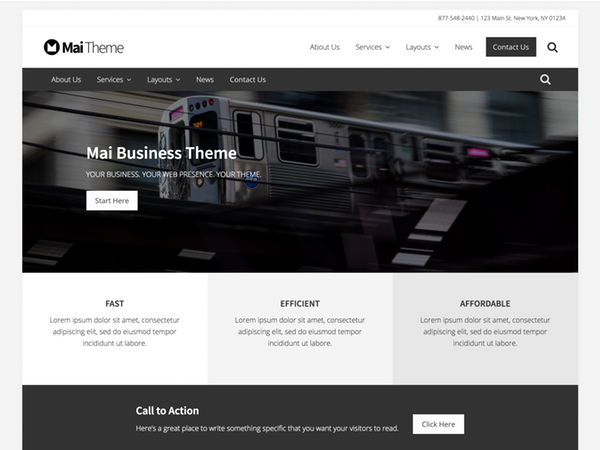 877-548-2440 | 123 Main St. New York, NY 01234
Mai Theme
About Us Services Layouts News Contact Us
About Us Services Layouts News Contact Us
Mai Business Theme
YOUR BUSINESS. YOUR WEB PRESENCE. YOUR THEME.
Start Here
FAST
Lorem ipsum dolor sit amet, consectetur
adipiscing elit, sed do eiusmod tempor
incididunt ut labore.
EFFICIENT
Lorem ipsum dolor sit amet, consectetur
adipiscing elit, sed do eiusmod tempor
incididunt ut labore.
AFFORDABLE
Lorem ipsum dolor sit amet, consectetur
adipiscing elit, sed do eiusmod tempor
incididunt ut labore.
Call to Action
Here's a great place to write something specific that you want your visitors to read.
Click Here